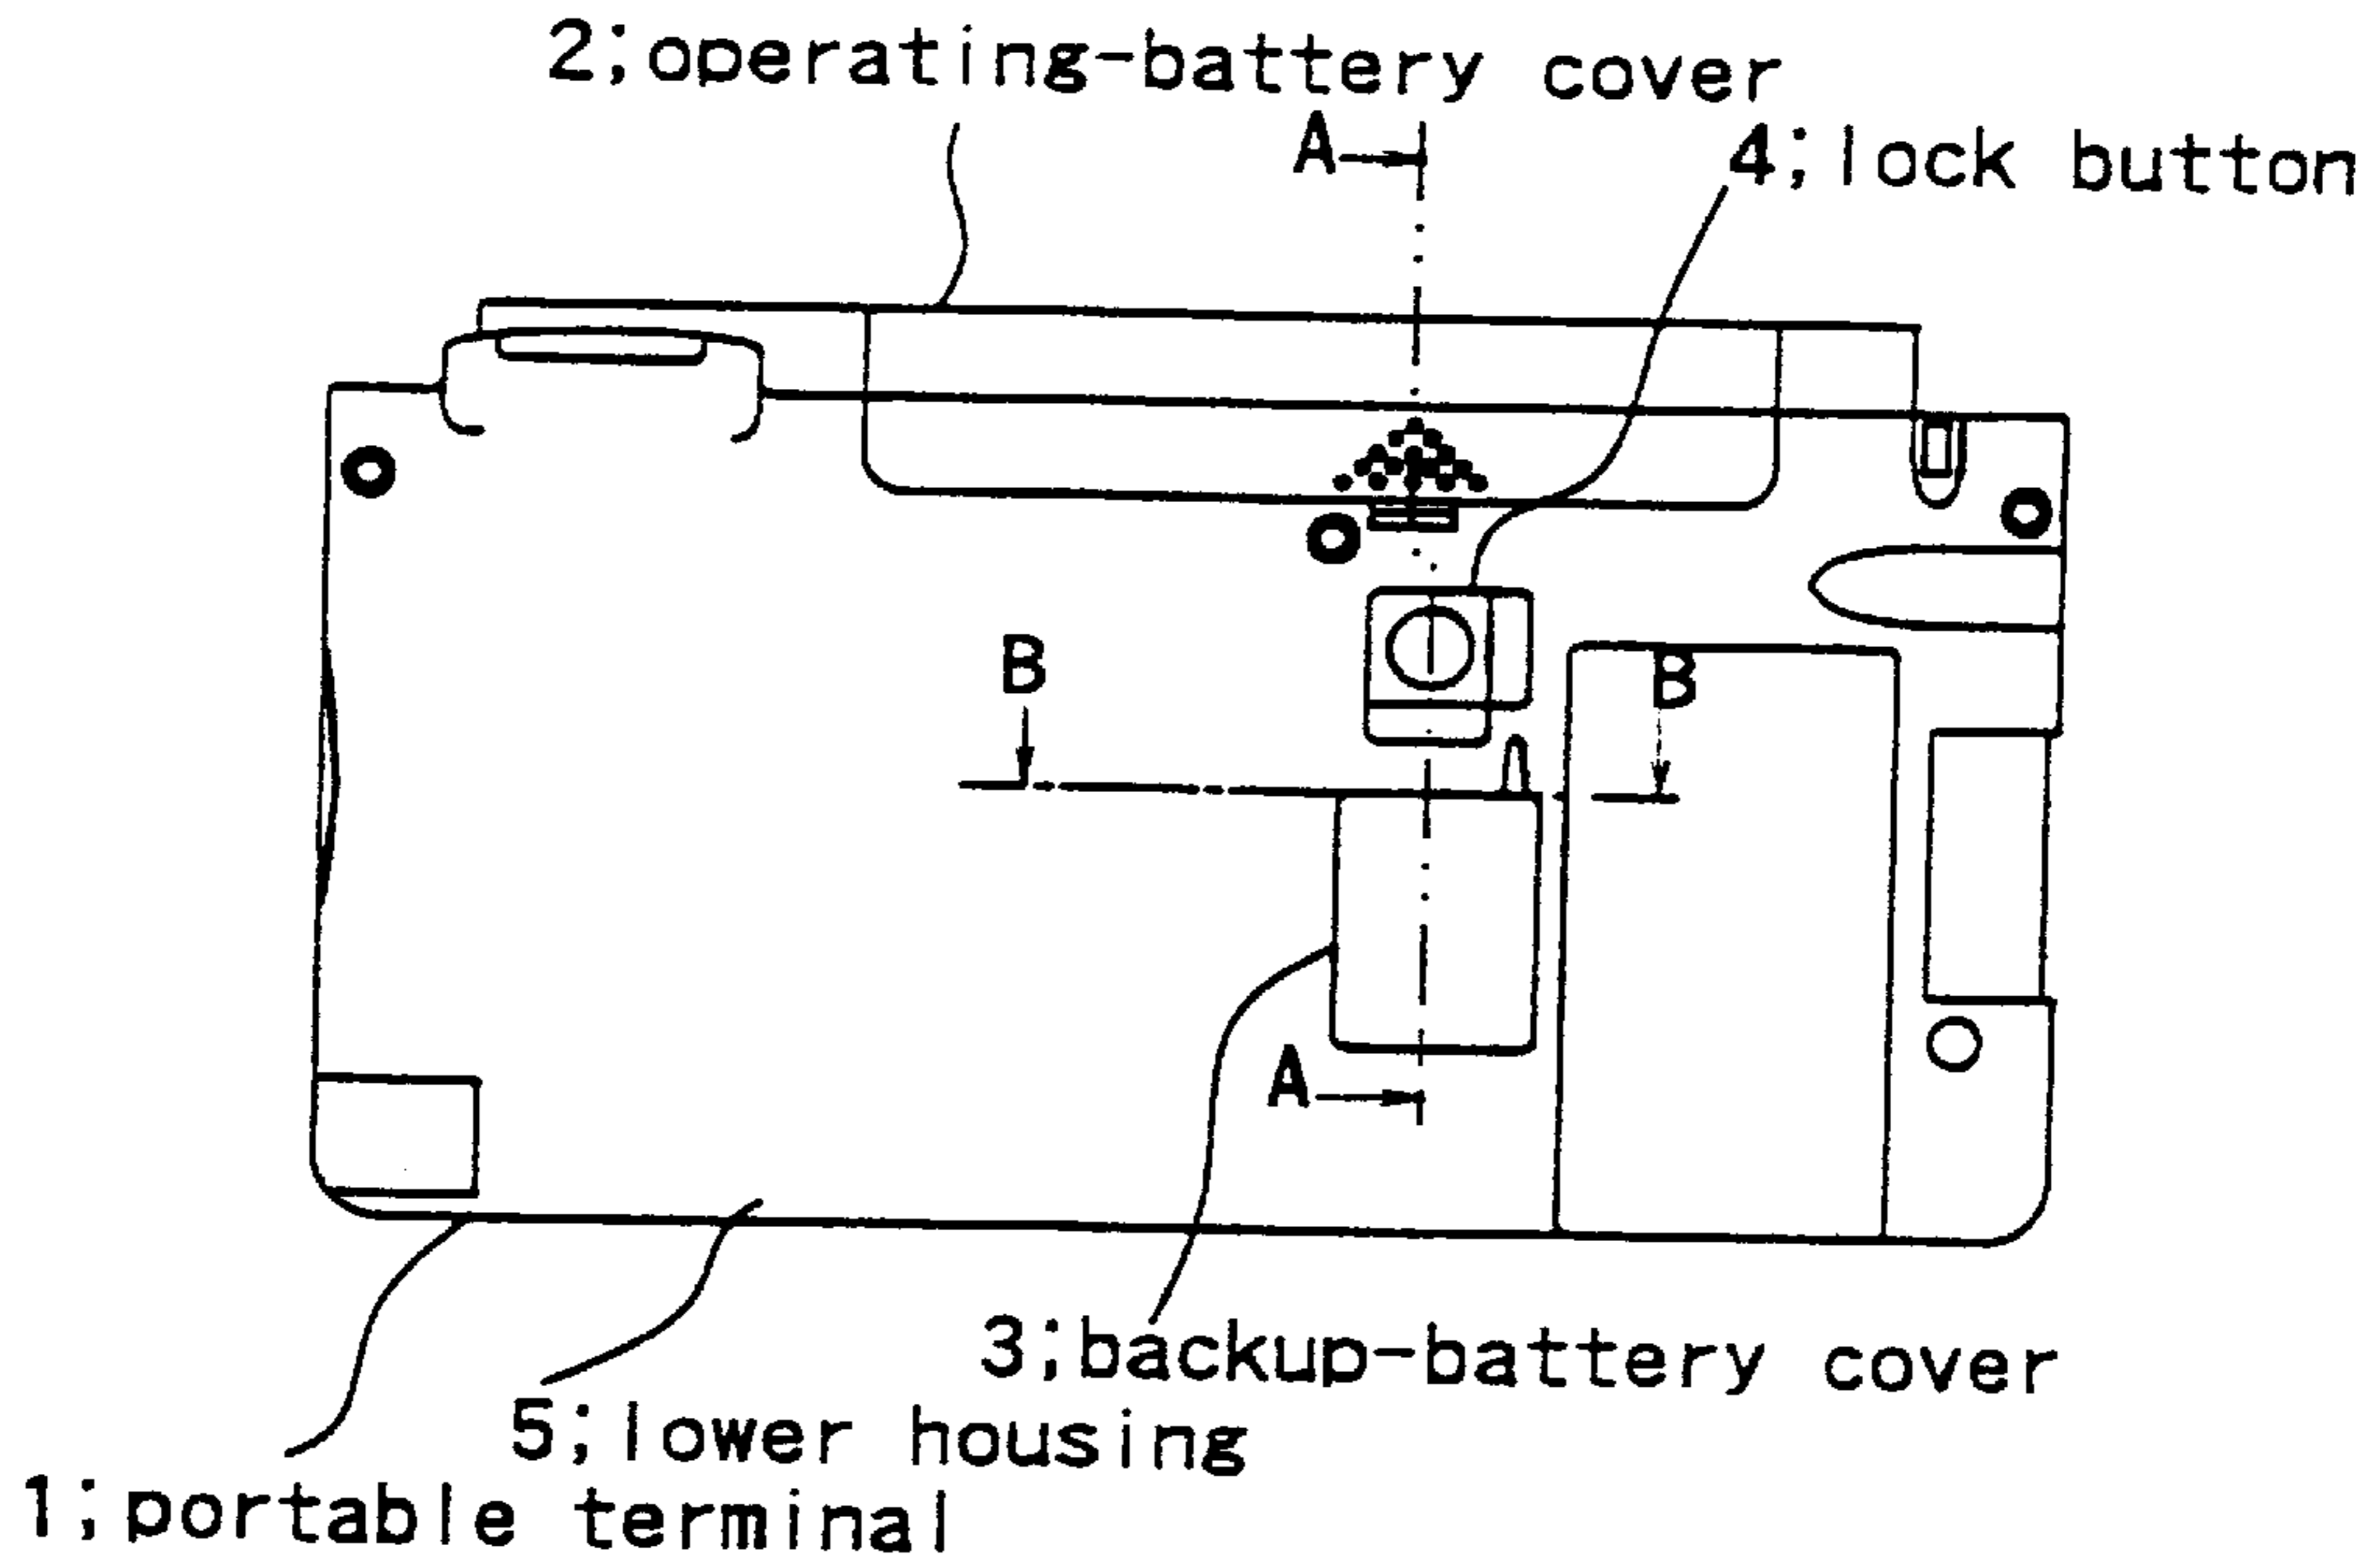 2;operating-battery cover
A
4;lock button
B
B
A
3;backup-battery cover
5;lower housing
1;portable terminal